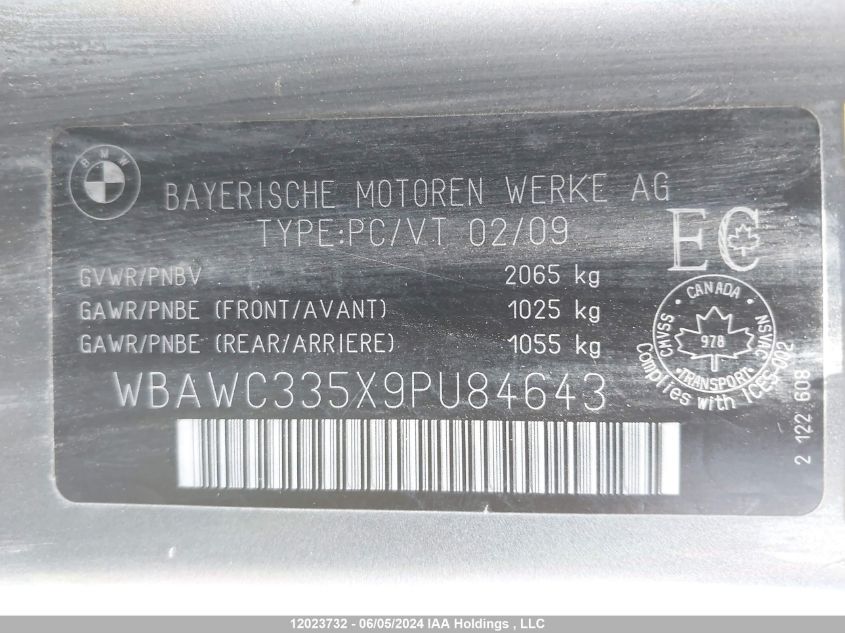 BMW
BAYERISCHE MOTOREN WERKE AG
TYPE:PC/VT 02/09
EC
GVWR/PNBV 2065 kg
GAWR/PNBE (FRONT/AVANT) 1025 kg
GAWR/PNBE (REAR/ARRIERE) 1055 kg
CANADA
CMVSS NSVAC
978
TRANSPORT
Complies with ICES-002
WBAWC335X9PU84643
2 122 608
12023732 - 06/05/2024 IAA Holdings , LLC